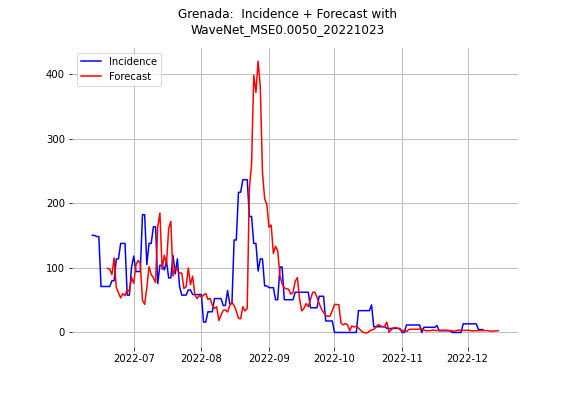 Grenada:  Incidence + Forecast with
WaveNet_MSE0.0050_20221023
Incidence
Forecast
400
300
200
100
0
2022-07 2022-08 2022-09 2022-10 2022-11 2022-12